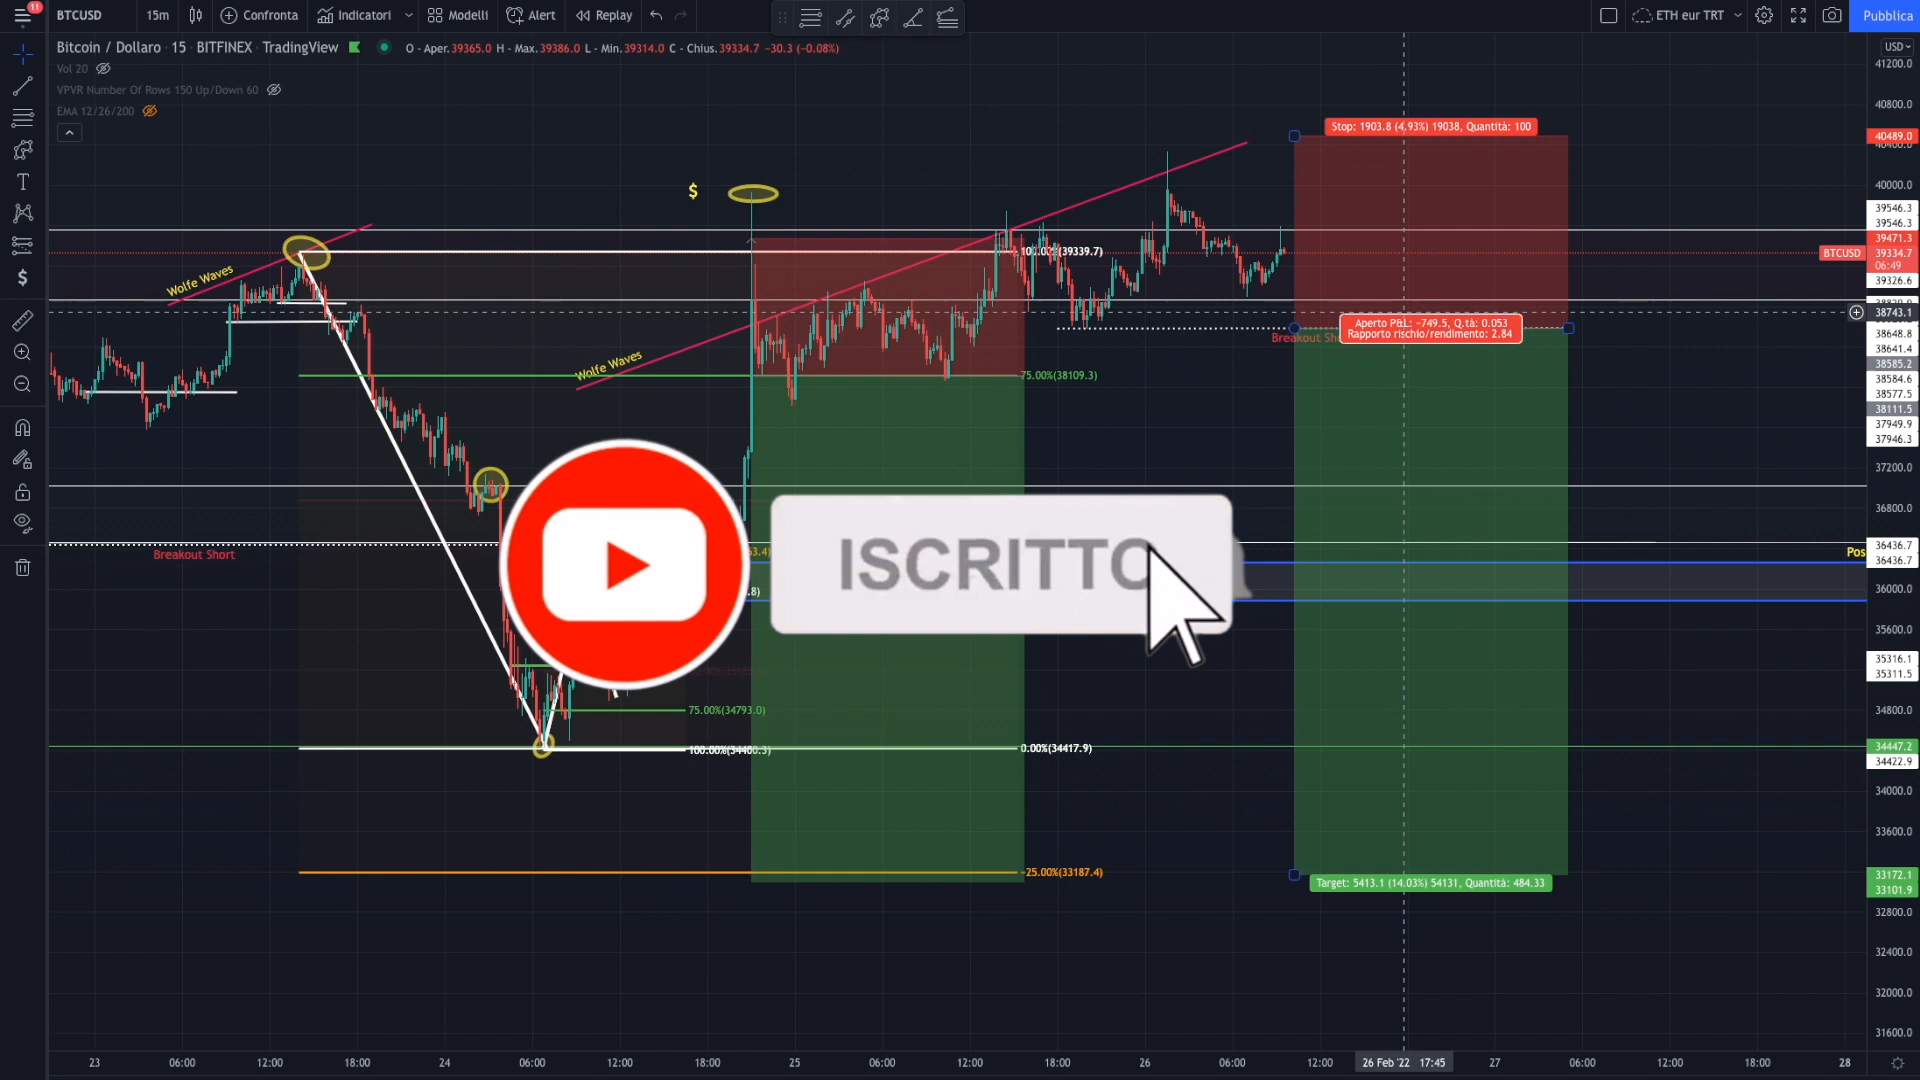 11
BTCUSD
15m
Confronta
Indicatori
Modelli
Alert
Replay
ETH eur TRT
Pubblica
Bitcoin / Dollaro · 15 · BITFINEX · TradingView
O - Aper.39365.0 H - Max.39386.0 L - Min.39314.0 C - Chius.39334.7 −30.3 (−0.08%)
Vol 20
VPVR Number Of Rows 150 Up/Down 60
EMA 12/26/200
USD
41200.0
40800.0
Stop: 1903.8 (4.93%) 19038, Quantità: 100
40489.0
40400.0
40000.0
$
39546.3
39546.3
39471.3
BTCUSD
39334.7
06:49
39326.6
100.00%(39339.7)
Wolfe Waves
38743.1
Aperto P&L: −749.5, Q.tà: 0.053
Rapporto rischio/rendimento: 2.84
38648.8
38641.4
38585.2
38584.6
38577.5
38111.5
37949.9
37946.3
Wolfe Waves
75.00%(38109.3)
37200.0
36800.0
ISCRITTO
Breakout Short
36436.7
36436.7
Pos
36000.0
35600.0
35316.1
35311.5
34800.0
75.00%(34793.0)
0.00%(34417.9)
34447.2
34422.9
34000.0
33600.0
-25.00%(33187.4)
Target: 5413.1 (14.03%) 54131, Quantità: 484.33
33172.1
33101.9
32800.0
32400.0
32000.0
31600.0
23
06:00
12:00
18:00
24
06:00
12:00
18:00
25
06:00
12:00
18:00
26
06:00
12:00
26 Feb '22 17:45
27
06:00
12:00
18:00
28